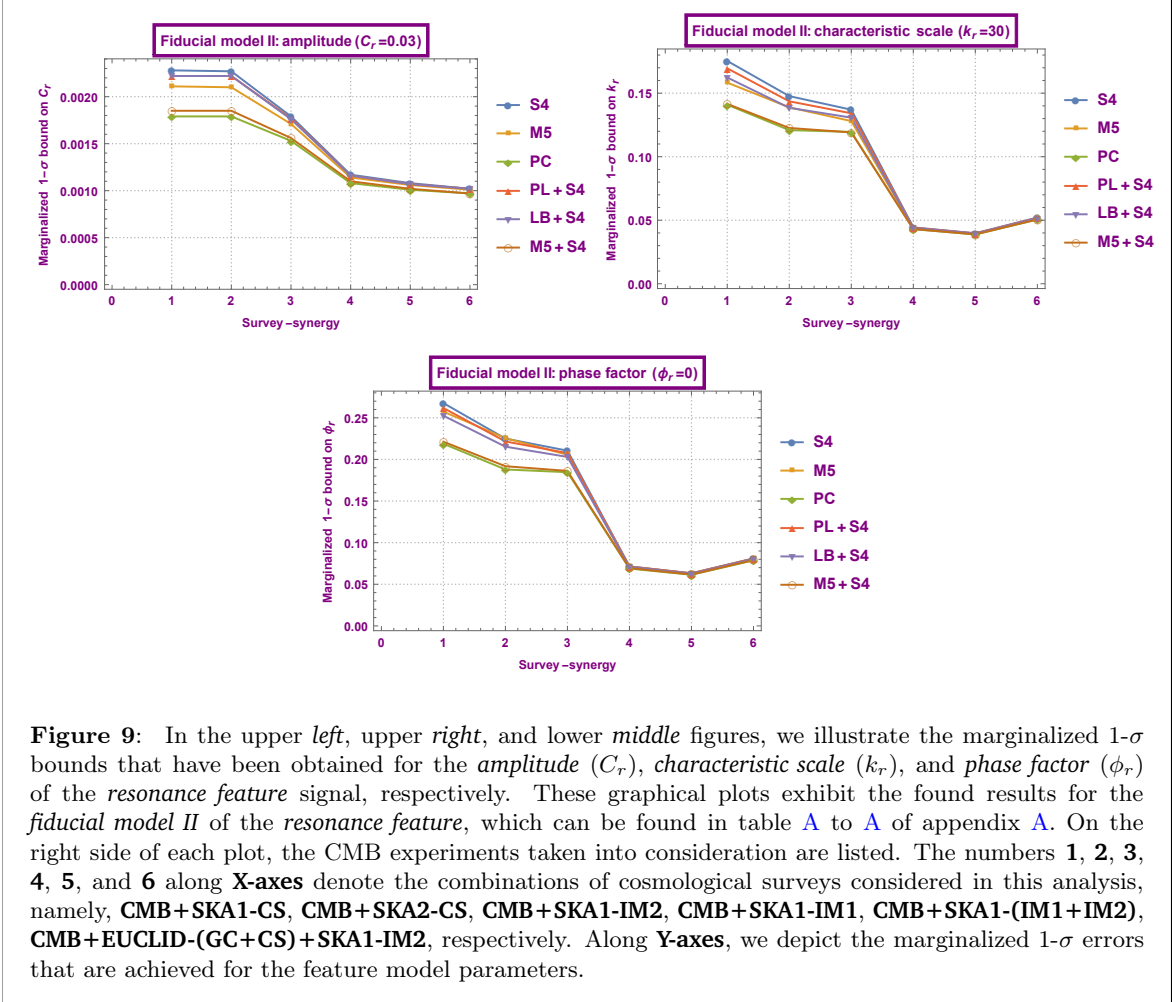 Fiducial model II: amplitude (C_r=0.03)
Marginalized 1-σ bound on C_r
0.0020
0.0015
0.0010
0.0005
0.0000
0 1 2 3 4 5 6
Survey-synergy
S4
M5
PC
PL+S4
LB+S4
M5+S4
Fiducial model II: characteristic scale (k_r=30)
Marginalized 1-σ bound on k_r
0.15
0.10
0.05
0.00
0 1 2 3 4 5 6
Survey-synergy
S4
M5
PC
PL+S4
LB+S4
M5+S4
Fiducial model II: phase factor (ϕ_r=0)
Marginalized 1-σ bound on ϕ_r
0.25
0.20
0.15
0.10
0.05
0.00
0 1 2 3 4 5 6
Survey-synergy
S4
M5
PC
PL+S4
LB+S4
M5+S4
Figure 9: In the upper left, upper right, and lower middle figures, we illustrate the marginalized 1-σ
bounds that have been obtained for the amplitude (C_r), characteristic scale (k_r), and phase factor (ϕ_r)
of the resonance feature signal, respectively. These graphical plots exhibit the found results for the
fiducial model II of the resonance feature, which can be found in table A to A of appendix A. On the
right side of each plot, the CMB experiments taken into consideration are listed. The numbers 1, 2, 3,
4, 5, and 6 along X-axes denote the combinations of cosmological surveys considered in this analysis,
namely, CMB+SKA1-CS, CMB+SKA2-CS, CMB+SKA1-IM2, CMB+SKA1-IM1, CMB+SKA1-(IM1+IM2),
CMB+EUCLID-(GC+CS)+SKA1-IM2, respectively. Along Y-axes, we depict the marginalized 1-σ errors
that are achieved for the feature model parameters.